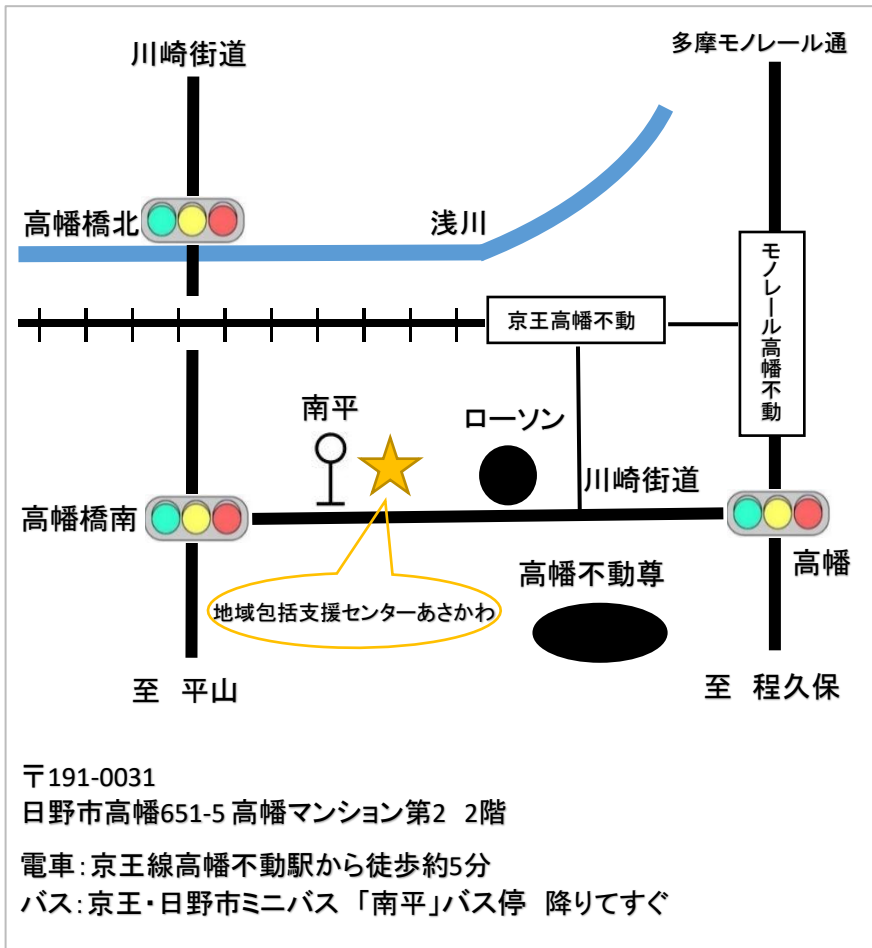 川崎街道
多摩モノレール通
高幡橋北
浅川
京王高幡不動
モノレール高幡不動
南平
ローソン
川崎街道
高幡橋南
高幡
高幡不動尊
地域包括支援センターあさかわ
至　平山
至　程久保
〒191-0031
日野市高幡651-5 高幡マンション第2　2階
電車：京王線高幡不動駅から徒歩約5分
バス：京王・日野市ミニバス　「南平」バス停　降りてすぐ